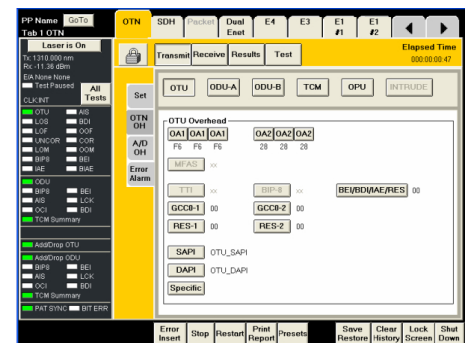 PP Name GoTo
Tab 1 OTN
OTN SDH Packet Dual Enet E4 E3 E1 #1 E1 #2
Laser is On
Tx: 1310.000 nm
Rx: -11.36 dBm
E/A None None
Test Paused
All Tests
CLK:INT
Transmit Receive Results Test
Elapsed Time
000:00:00:47
OTU AIS
LOS BDI
LOF OOF
UNCOR COR
LOM OOM
BIP8 BEI
IAE BIAE
ODU
BIP8 BEI
AIS LCK
OCI BDI
TCM Summary
Add/Drop OTU
Add/Drop ODU
BIP8 BEI
AIS LCK
OCI BDI
TCM Summary
PAT SYNC BIT ERR
Set
OTN OH
A/D OH
Error Alarm
OTU ODU-A ODU-B TCM OPU INTRUDE
OTU Overhead
OA1 OA1 OA1 OA2 OA2 OA2
F6 F6 F6 28 28 28
MFAS xx
TTI xx BIP-8 xx BEI/BDI/IAE/RES 00
GCC0-1 00 GCC0-2 00
RES-1 00 RES-2 00
SAPI OTU_SAPI
DAPI OTU_DAPI
Specific
Error Insert Stop Restart Print Report Presets Save Restore Clear History Lock Screen Shut Down